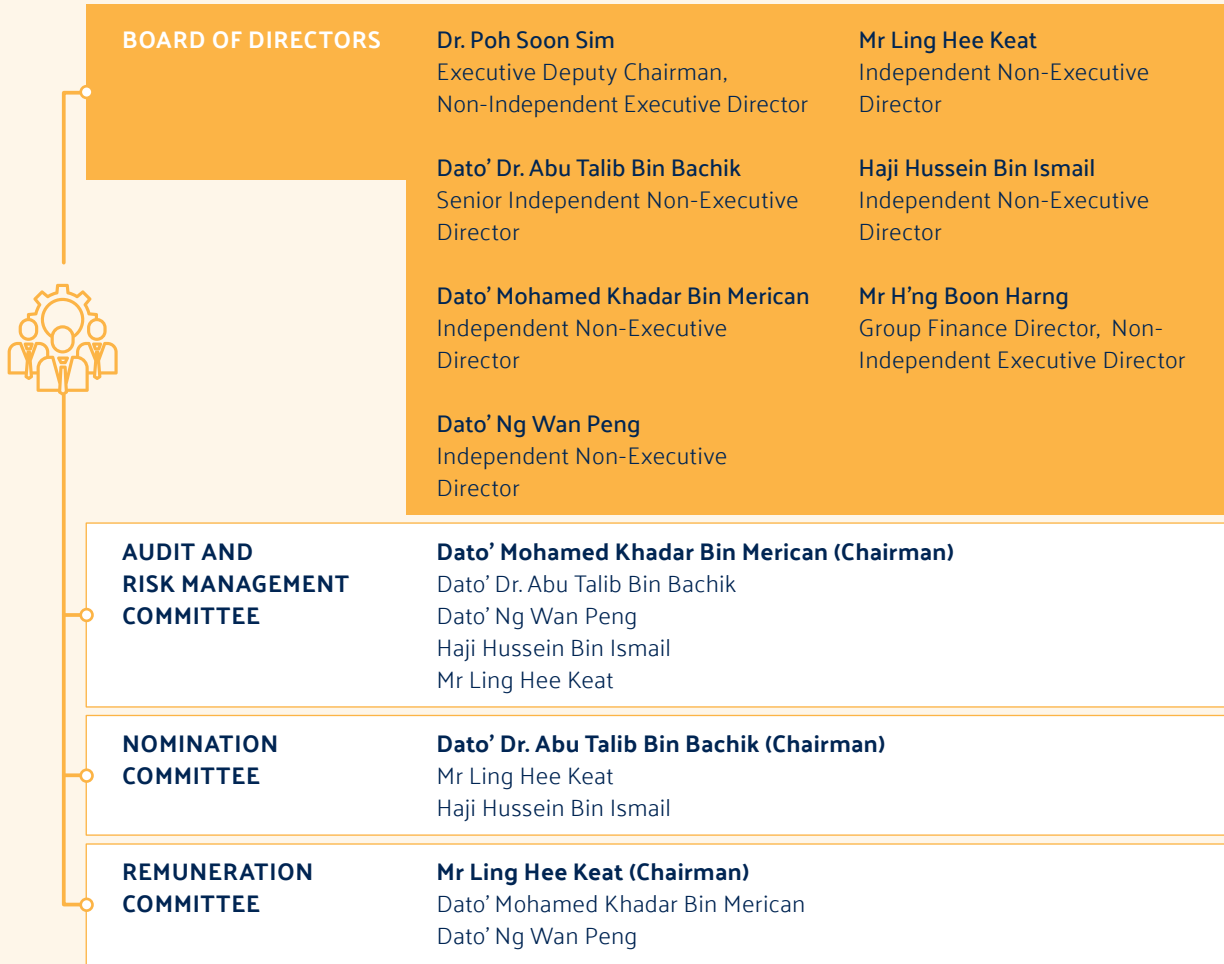 BOARD OF DIRECTORS
Dr. Poh Soon Sim
Executive Deputy Chairman,
Non-Independent Executive Director
Dato’ Dr. Abu Talib Bin Bachik
Senior Independent Non-Executive
Director
Dato’ Mohamed Khadar Bin Merican
Independent Non-Executive
Director
Dato’ Ng Wan Peng
Independent Non-Executive
Director
Mr Ling Hee Keat
Independent Non-Executive
Director
Haji Hussein Bin Ismail
Independent Non-Executive
Director
Mr H’ng Boon Harng
Group Finance Director, Non-
Independent Executive Director
AUDIT AND
RISK MANAGEMENT
COMMITTEE
Dato’ Mohamed Khadar Bin Merican (Chairman)
Dato’ Dr. Abu Talib Bin Bachik
Dato’ Ng Wan Peng
Haji Hussein Bin Ismail
Mr Ling Hee Keat
NOMINATION
COMMITTEE
Dato’ Dr. Abu Talib Bin Bachik (Chairman)
Mr Ling Hee Keat
Haji Hussein Bin Ismail
REMUNERATION
COMMITTEE
Mr Ling Hee Keat (Chairman)
Dato’ Mohamed Khadar Bin Merican
Dato’ Ng Wan Peng